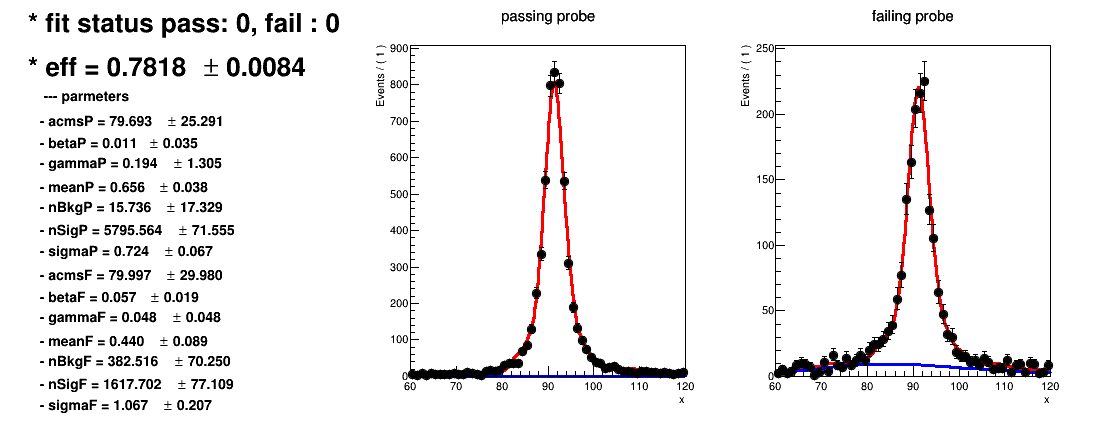 * fit status pass: 0, fail : 0
* eff = 0.7818 ± 0.0084
--- parmeters
- acmsP = 79.693 ± 25.291
- betaP = 0.011 ± 0.035
- gammaP = 0.194 ± 1.305
- meanP = 0.656 ± 0.038
- nBkgP = 15.736 ± 17.329
- nSigP = 5795.564 ± 71.555
- sigmaP = 0.724 ± 0.067
- acmsF = 79.997 ± 29.980
- betaF = 0.057 ± 0.019
- gammaF = 0.048 ± 0.048
- meanF = 0.440 ± 0.089
- nBkgF = 382.516 ± 70.250
- nSigF = 1617.702 ± 77.109
- sigmaF = 1.067 ± 0.207
passing probe
Events / ( 1 )
900
800
700
600
500
400
300
200
100
0
60 70 80 90 100 110 120
x
failing probe
Events / ( 1 )
250
200
150
100
50
0
60 70 80 90 100 110 120
x